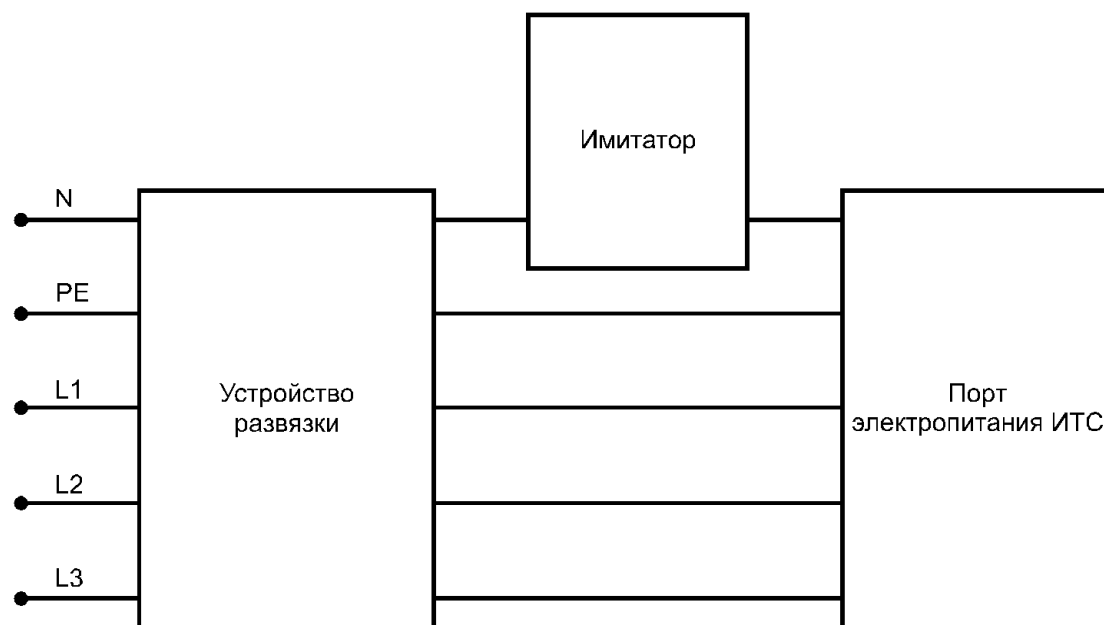 Имитатор
N
PE
L1
Устройство
развязки
Порт
электропитания ИТС
L2
L3